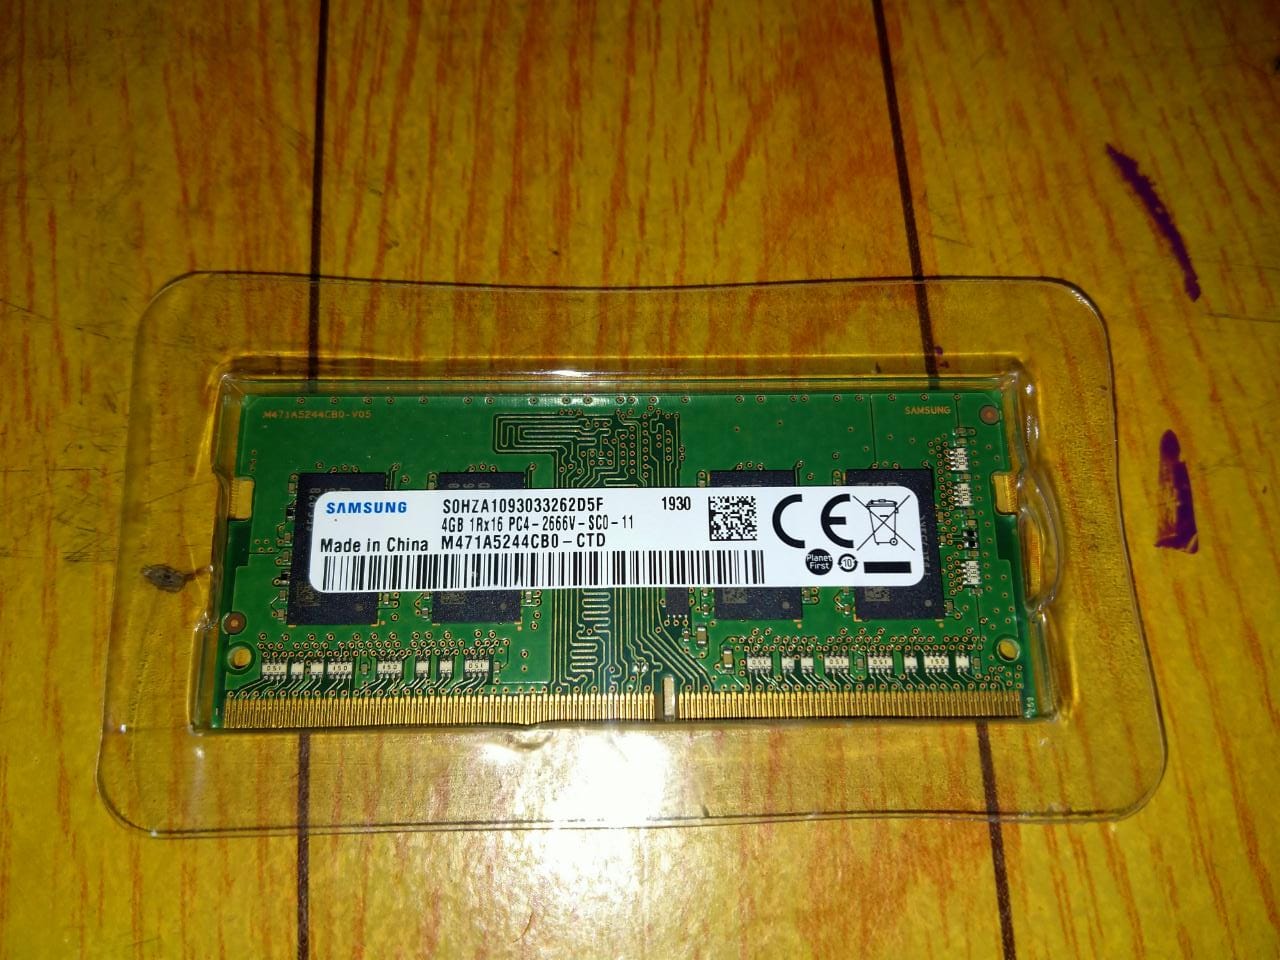 M471A5244CB0-V05
SAMSUNG
SAMSUNG S0HZA1093033262D5F 1930
4GB 1Rx16 PC4-2666V-SC0-11
Made in China M471A5244CB0-CTD
CE
Planet First
10